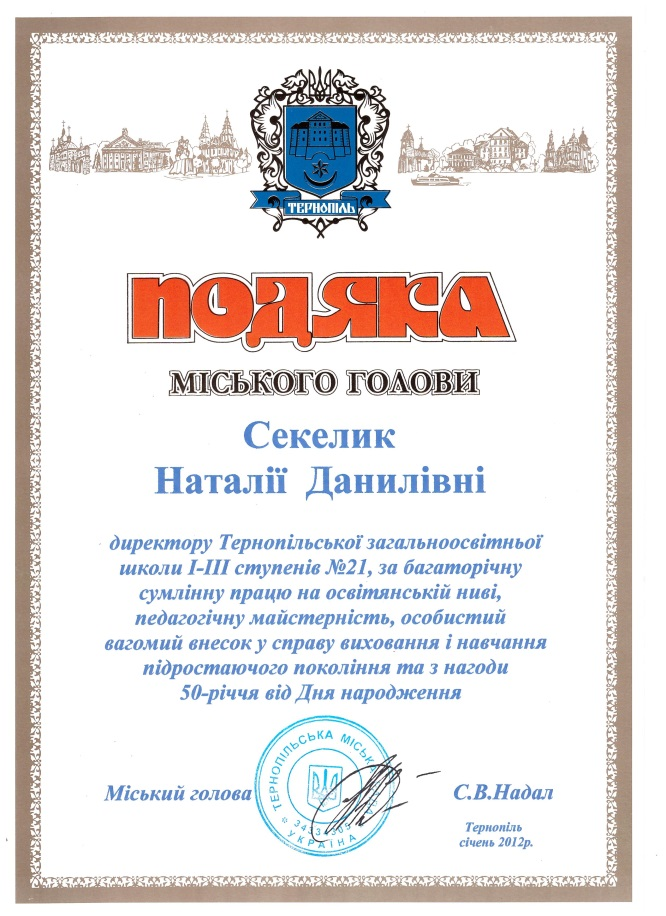 ТЕРНОПІЛЬ
ПОДЯКА
МІСЬКОГО ГОЛОВИ
Секелик
Наталії Данилівні
директору Тернопільської загальноосвітньої
школи І-ІІІ ступенів №21, за багаторічну
сумлінну працю на освітянській ниві,
педагогічну майстерність, особистий
вагомий внесок у справу виховання і навчання
підростаючого покоління та з нагоди
50-річчя від Дня народження
ТЕРНОПІЛЬСЬКА МІСЬКА
УКРАЇНА
Міський голова
С.В.Надал
Тернопіль
січень 2012р.